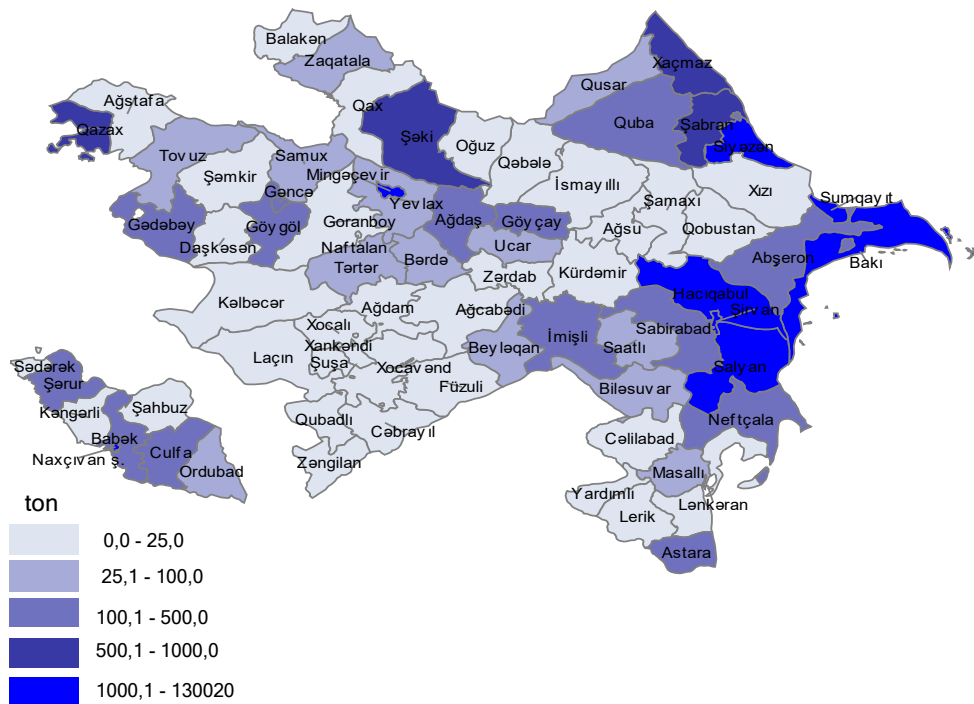 Balakən
Zaqatala
Xaçmaz
Qusar
Ağstafa
Qax
Qazax
Quba
Şəki
Şabran
Oğuz
Siyəzən
Tovuz
Samux
Qəbələ
Şəmkir
Mingəçevir
İsmayıllı
Xızı
Gəncə
Yevlax
Sumqayıt
Şamaxı
Gədəbəy
Göygöl
Goranboy
Ağdaş
Göyçay
Ağsu
Qobustan
Daşkəsən
Naftalan
Ucar
Abşeron
Bakı
Tərtər
Bərdə
Zərdab
Kürdəmir
Hacıqabul
Kəlbəcər
Ağdam
Ağcabədi
Şirvan
Xocalı
Sabirabad
Xankəndi
Beyləqan
İmişli
Saatlı
Laçın
Şuşa
Xocavənd
Salyan
Sədərək
Füzuli
Şərur
Biləsuvar
Kəngərli
Şahbuz
Qubadlı
Cəbrayıl
Neftçala
Babək
Cəlilabad
Naxçıvan ş.
Culfa
Ordubad
Zəngilan
Masallı
Yardımlı
Lənkəran
Lerik
Astara
ton
0,0 - 25,0
25,1 - 100,0
100,1 - 500,0
500,1 - 1000,0
1000,1 - 130020